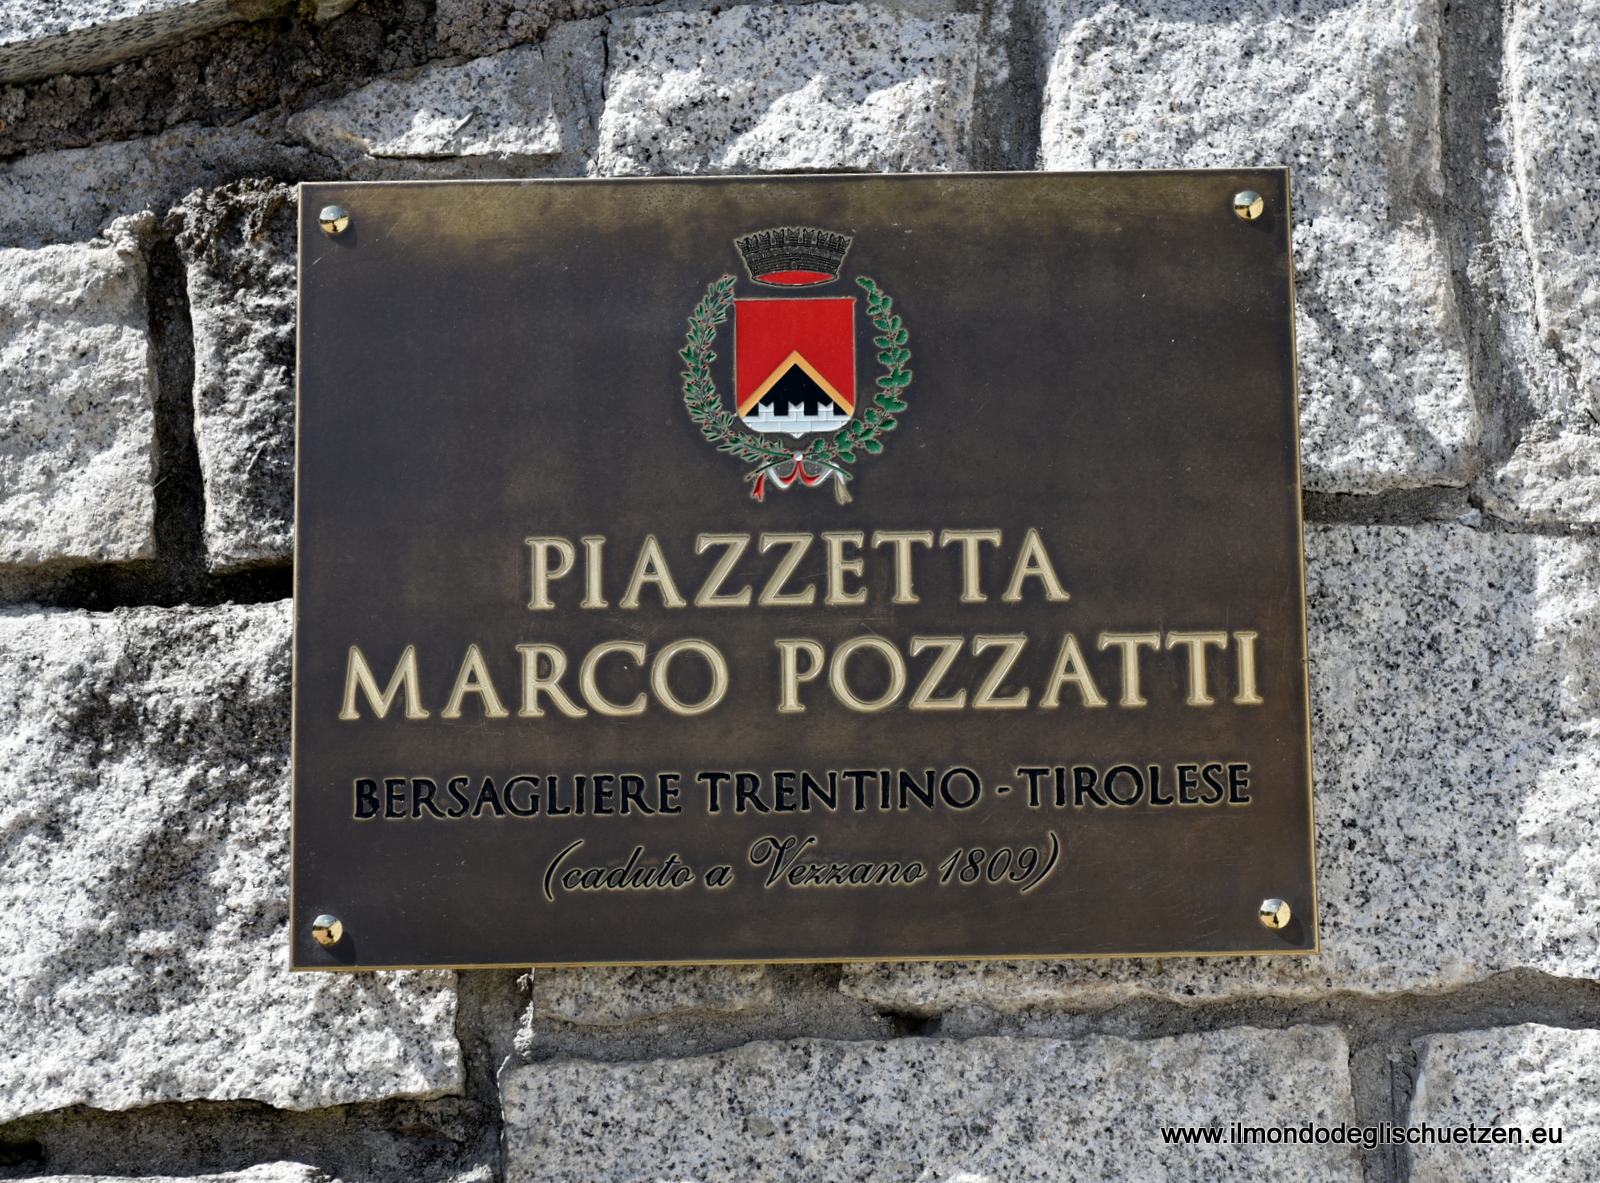 PIAZZETTA
MARCO POZZATTI
BERSAGLIERE TRENTINO - TIROLESE
(caduto a Vezzano 1809)
www.ilmondodeglischuetzen.eu